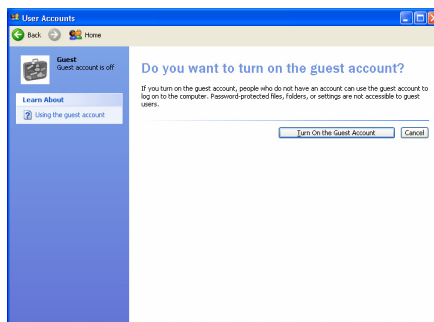 User Accounts
Back Home
Guest
Guest account is off
Learn About
Using the guest account
Do you want to turn on the guest account?
If you turn on the guest account, people who do not have an account can use the guest account to
log on to the computer. Password-protected files, folders, or settings are not accessible to guest
users.
Turn On the Guest Account Cancel